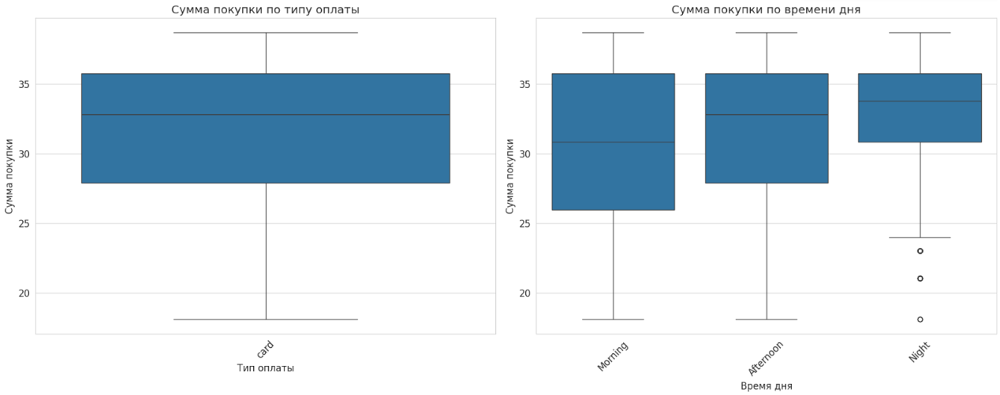 Сумма покупки по типу оплаты
Сумма покупки
35
30
25
20
card
Тип оплаты
Сумма покупки по времени дня
Сумма покупки
35
30
25
20
Morning
Afternoon
Night
Время дня